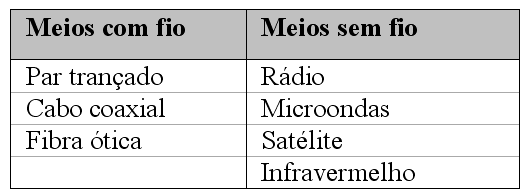 Meios com fio Meios sem fio
Par trançado Rádio
Cabo coaxial Microondas
Fibra ótica Satélite
Infravermelho